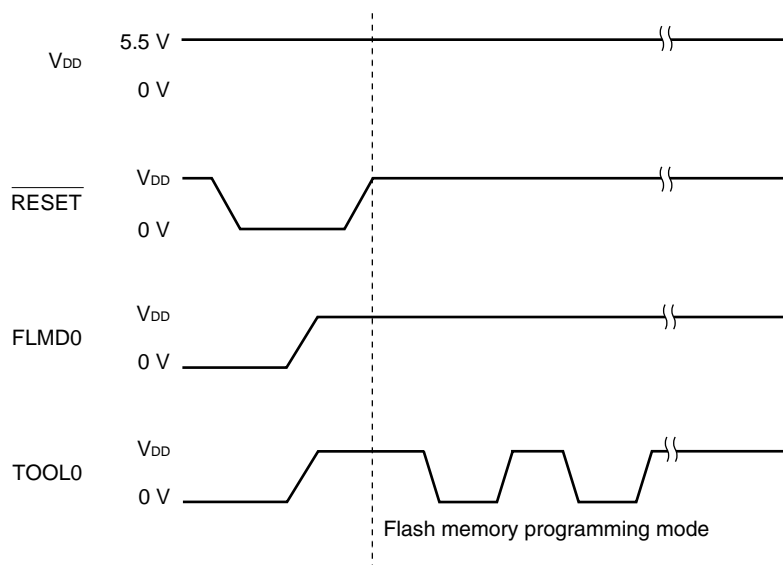 VDD
5.5 V
0 V
RESET
VDD
0 V
FLMD0
VDD
0 V
TOOL0
VDD
0 V
Flash memory programming mode